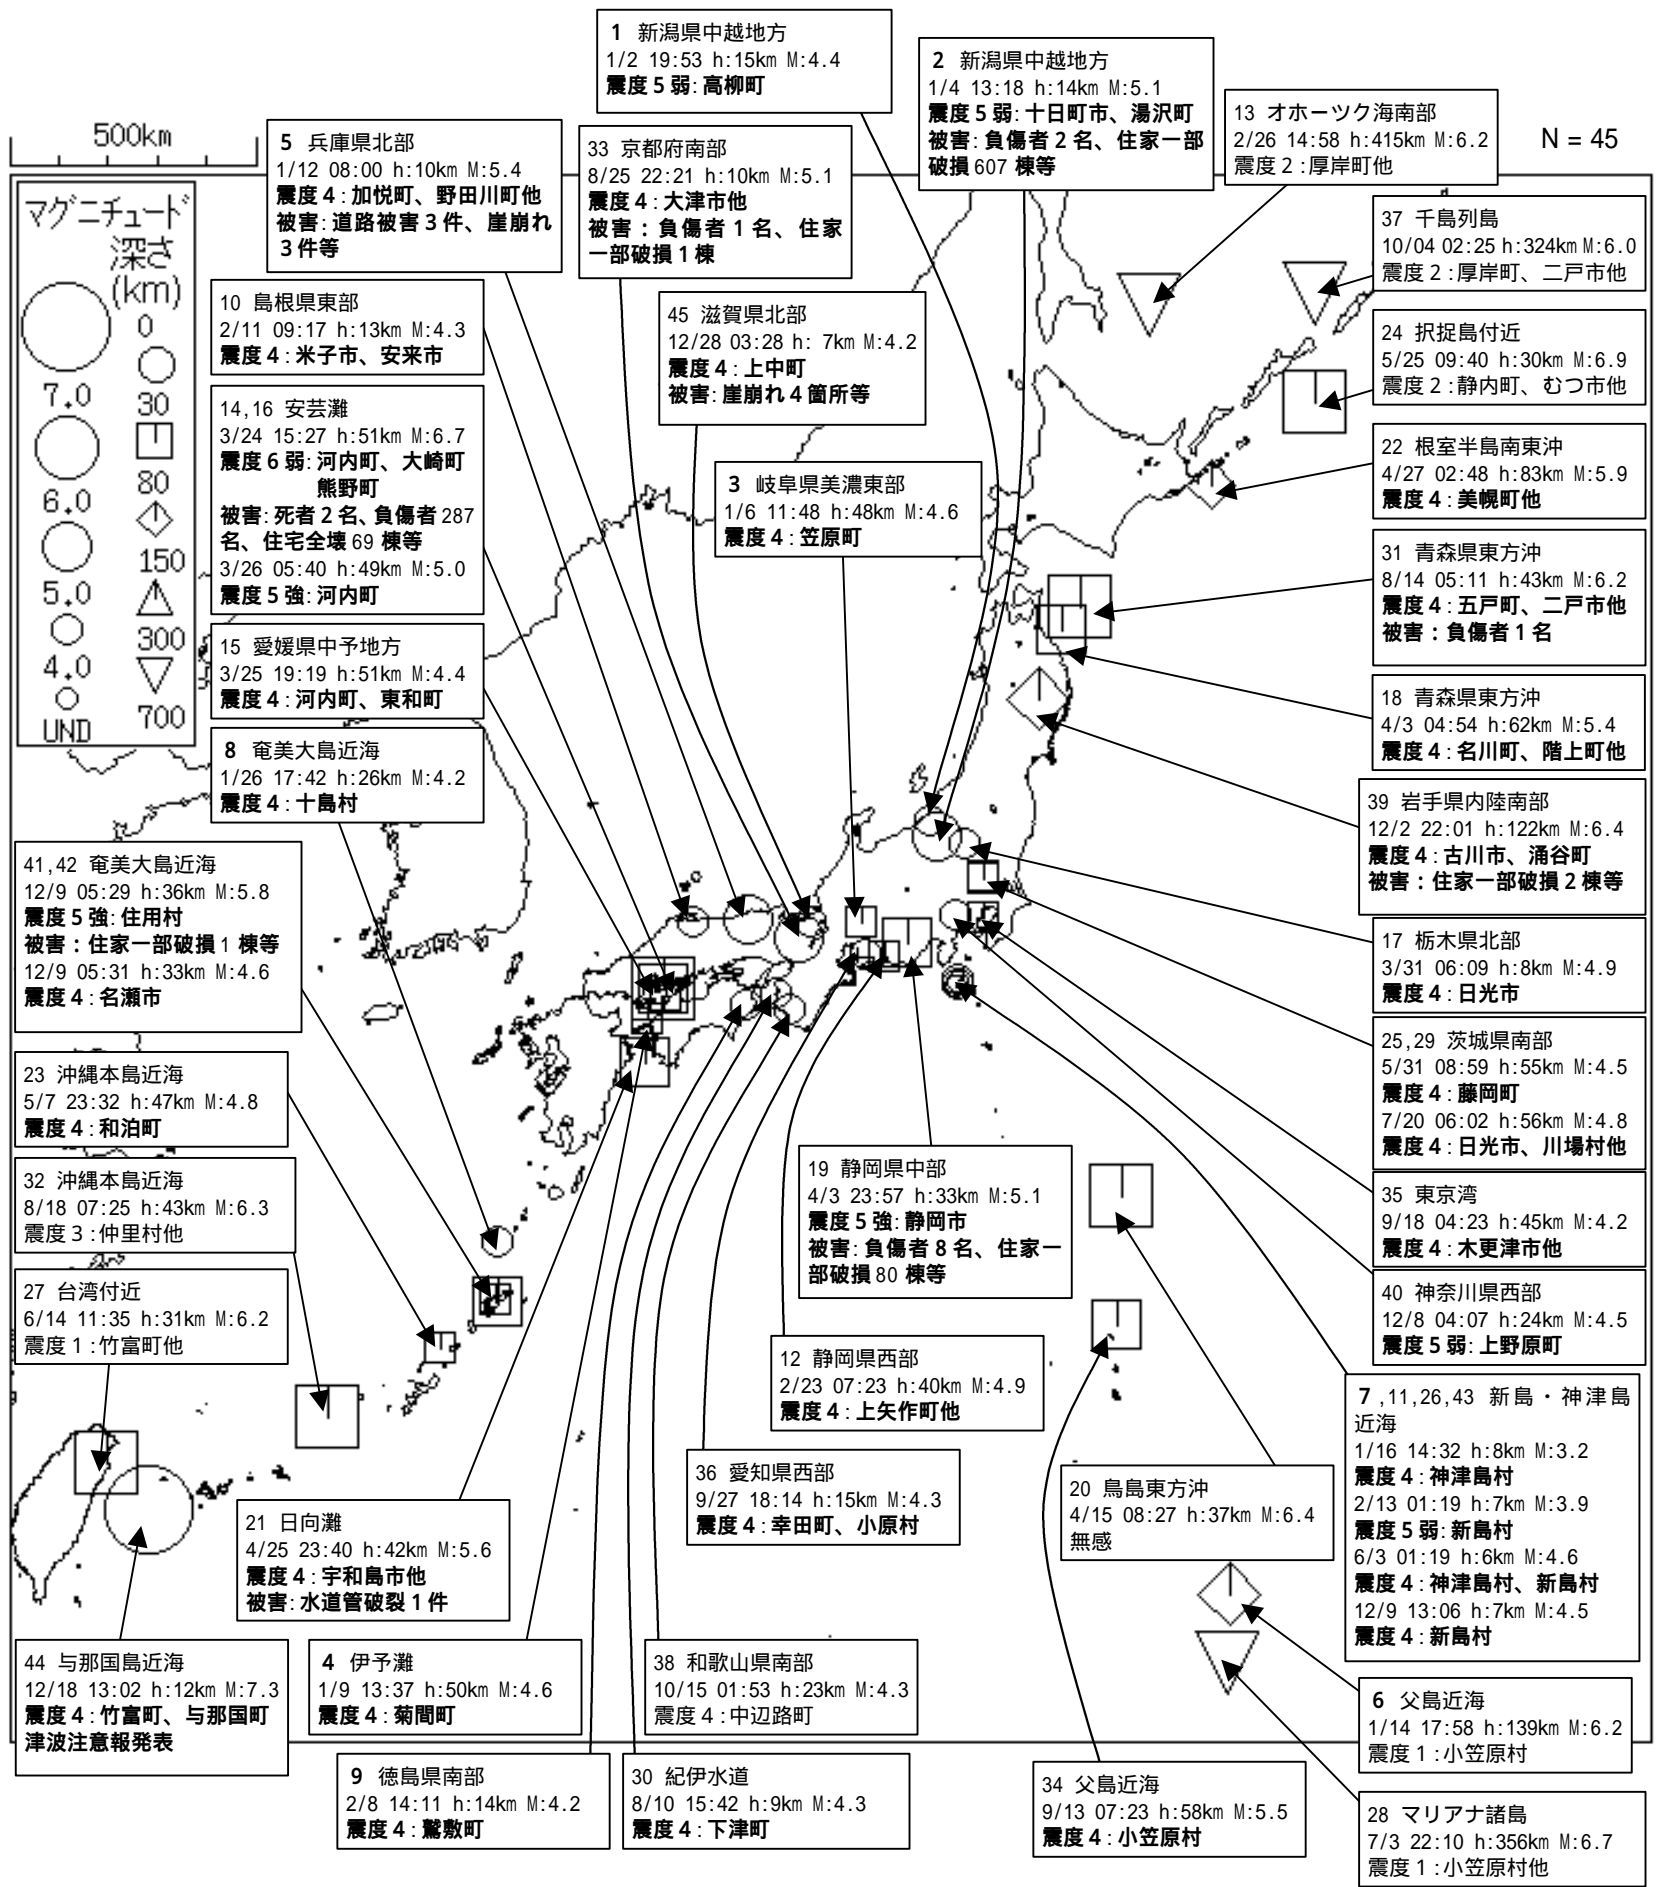 1 新潟県中越地方
1/2 19:53 h:15km M:4.4
震度5弱:高柳町
2 新潟県中越地方
1/4 13:18 h:14km M:5.1
震度5弱:十日町市、湯沢町
被害:負傷者2名、住家一部
破損607棟等
13 オホーツク海南部
2/26 14:58 h:415km M:6.2
震度2:厚岸町他
N = 45
500km
5 兵庫県北部
1/12 08:00 h:10km M:5.4
震度4:加悦町、野田川町他
被害:道路被害3件、崖崩れ
3件等
33 京都府南部
8/25 22:21 h:10km M:5.1
震度4:大津市他
被害:負傷者1名、住家
一部破損1棟
マグニチュード
深さ
(km)
0
7.0
30
6.0
80
5.0
150
4.0
300
UND
700
37 千島列島
10/04 02:25 h:324km M:6.0
震度2:厚岸町、二戸市他
10 島根県東部
2/11 09:17 h:13km M:4.3
震度4:米子市、安来市
45 滋賀県北部
12/28 03:28 h: 7km M:4.2
震度4:上中町
被害:崖崩れ4箇所等
24 択捉島付近
5/25 09:40 h:30km M:6.9
震度2:静内町、むつ市他
14,16 安芸灘
3/24 15:27 h:51km M:6.7
震度6弱:河内町、大崎町
熊野町
被害:死者2名、負傷者287
名、住宅全壊69棟等
3/26 05:40 h:49km M:5.0
震度5強:河内町
3 岐阜県美濃東部
1/6 11:48 h:48km M:4.6
震度4:笠原町
22 根室半島南東沖
4/27 02:48 h:83km M:5.9
震度4:美幌町他
31 青森県東方沖
8/14 05:11 h:43km M:6.2
震度4:五戸町、二戸市他
被害:負傷者1名
15 愛媛県中予地方
3/25 19:19 h:51km M:4.4
震度4:河内町、東和町
18 青森県東方沖
4/3 04:54 h:62km M:5.4
震度4:名川町、階上町他
8 奄美大島近海
1/26 17:42 h:26km M:4.2
震度4:十島村
39 岩手県内陸南部
12/2 22:01 h:122km M:6.4
震度4:古川市、涌谷町
被害:住家一部破損2棟等
41,42 奄美大島近海
12/9 05:29 h:36km M:5.8
震度5強:住用村
被害:住家一部破損1棟等
12/9 05:31 h:33km M:4.6
震度4:名瀬市
17 栃木県北部
3/31 06:09 h:8km M:4.9
震度4:日光市
25,29 茨城県南部
5/31 08:59 h:55km M:4.5
震度4:藤岡町
7/20 06:02 h:56km M:4.8
震度4:日光市、川場村他
23 沖縄本島近海
5/7 23:32 h:47km M:4.8
震度4:和泊町
32 沖縄本島近海
8/18 07:25 h:43km M:6.3
震度3:仲里村他
19 静岡県中部
4/3 23:57 h:33km M:5.1
震度5強:静岡市
被害:負傷者8名、住家一
部破損80棟等
35 東京湾
9/18 04:23 h:45km M:4.2
震度4:木更津市他
27 台湾付近
6/14 11:35 h:31km M:6.2
震度1:竹富町他
40 神奈川県西部
12/8 04:07 h:24km M:4.5
震度5弱:上野原町
12 静岡県西部
2/23 07:23 h:40km M:4.9
震度4:上矢作町他
7,11,26,43 新島・神津島
近海
1/16 14:32 h:8km M:3.2
震度4:神津島村
2/13 01:19 h:7km M:3.9
震度5弱:新島村
6/3 01:19 h:6km M:4.6
震度4:神津島村、新島村
12/9 13:06 h:7km M:4.5
震度4:新島村
36 愛知県西部
9/27 18:14 h:15km M:4.3
震度4:幸田町、小原村
20 鳥島東方沖
4/15 08:27 h:37km M:6.4
無感
21 日向灘
4/25 23:40 h:42km M:5.6
震度4:宇和島市他
被害:水道管破裂1件
44 与那国島近海
12/18 13:02 h:12km M:7.3
震度4:竹富町、与那国町
津波注意報発表
4 伊予灘
1/9 13:37 h:50km M:4.6
震度4:菊間町
38 和歌山県南部
10/15 01:53 h:23km M:4.3
震度4:中辺路町
6 父島近海
1/14 17:58 h:139km M:6.2
震度1:小笠原村
9 徳島県南部
2/8 14:11 h:14km M:4.2
震度4:鷲敷町
30 紀伊水道
8/10 15:42 h:9km M:4.3
震度4:下津町
34 父島近海
9/13 07:23 h:58km M:5.5
震度4:小笠原村
28 マリアナ諸島
7/3 22:10 h:356km M:6.7
震度1:小笠原村他